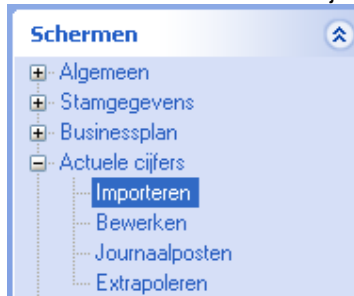 Schermen
Algemeen
Stamgegevens
Businessplan
Actuele cijfers
Importeren
Bewerken
Journaalposten
Extrapoleren